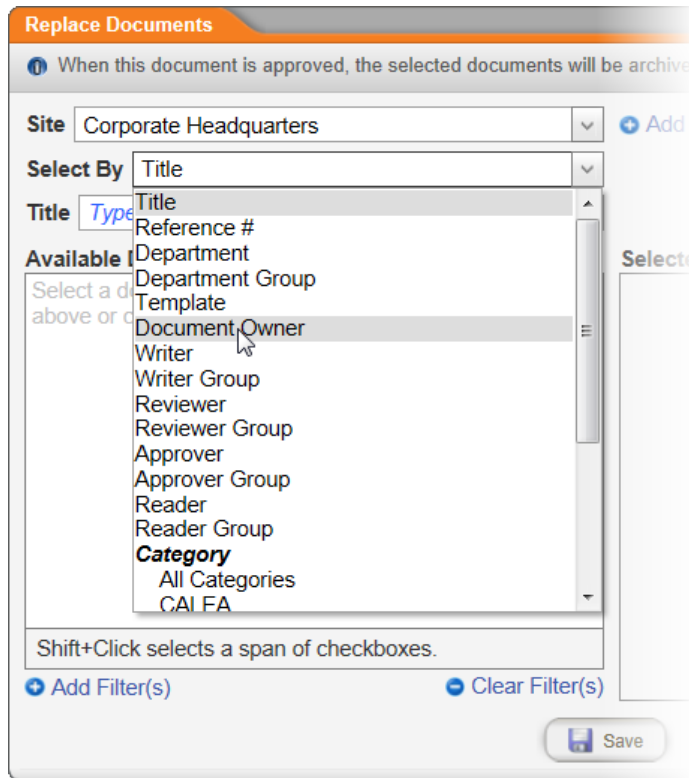 Replace Documents
When this document is approved, the selected documents will be archive
Site Corporate Headquarters Add
Select By Title
Title Type
Title
Reference #
Department
Department Group
Template
Document Owner
Writer
Writer Group
Reviewer
Reviewer Group
Approver
Approver Group
Reader
Reader Group
Category
All Categories
CALEA
Available Selecte
Select a d
above or
Shift+Click selects a span of checkboxes.
Add Filter(s) Clear Filter(s)
Save